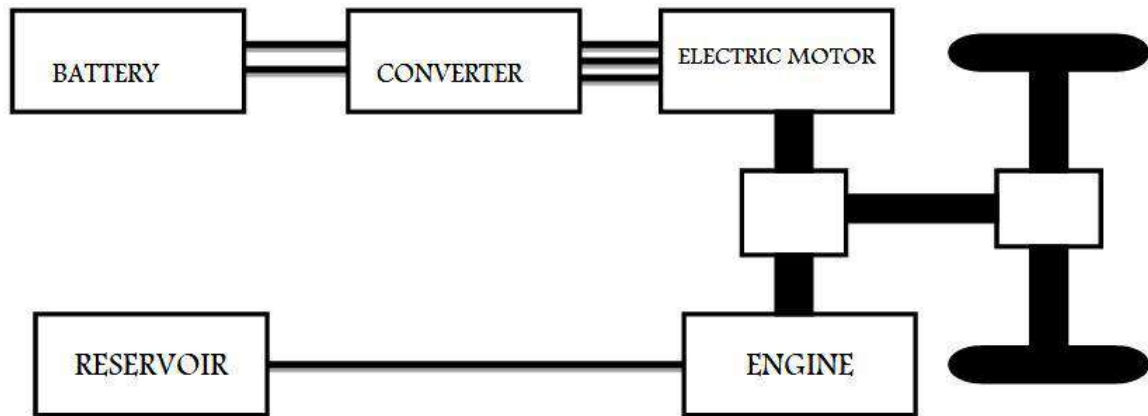 BATTERY
CONVERTER
ELECTRIC MOTOR
RESERVOIR
ENGINE